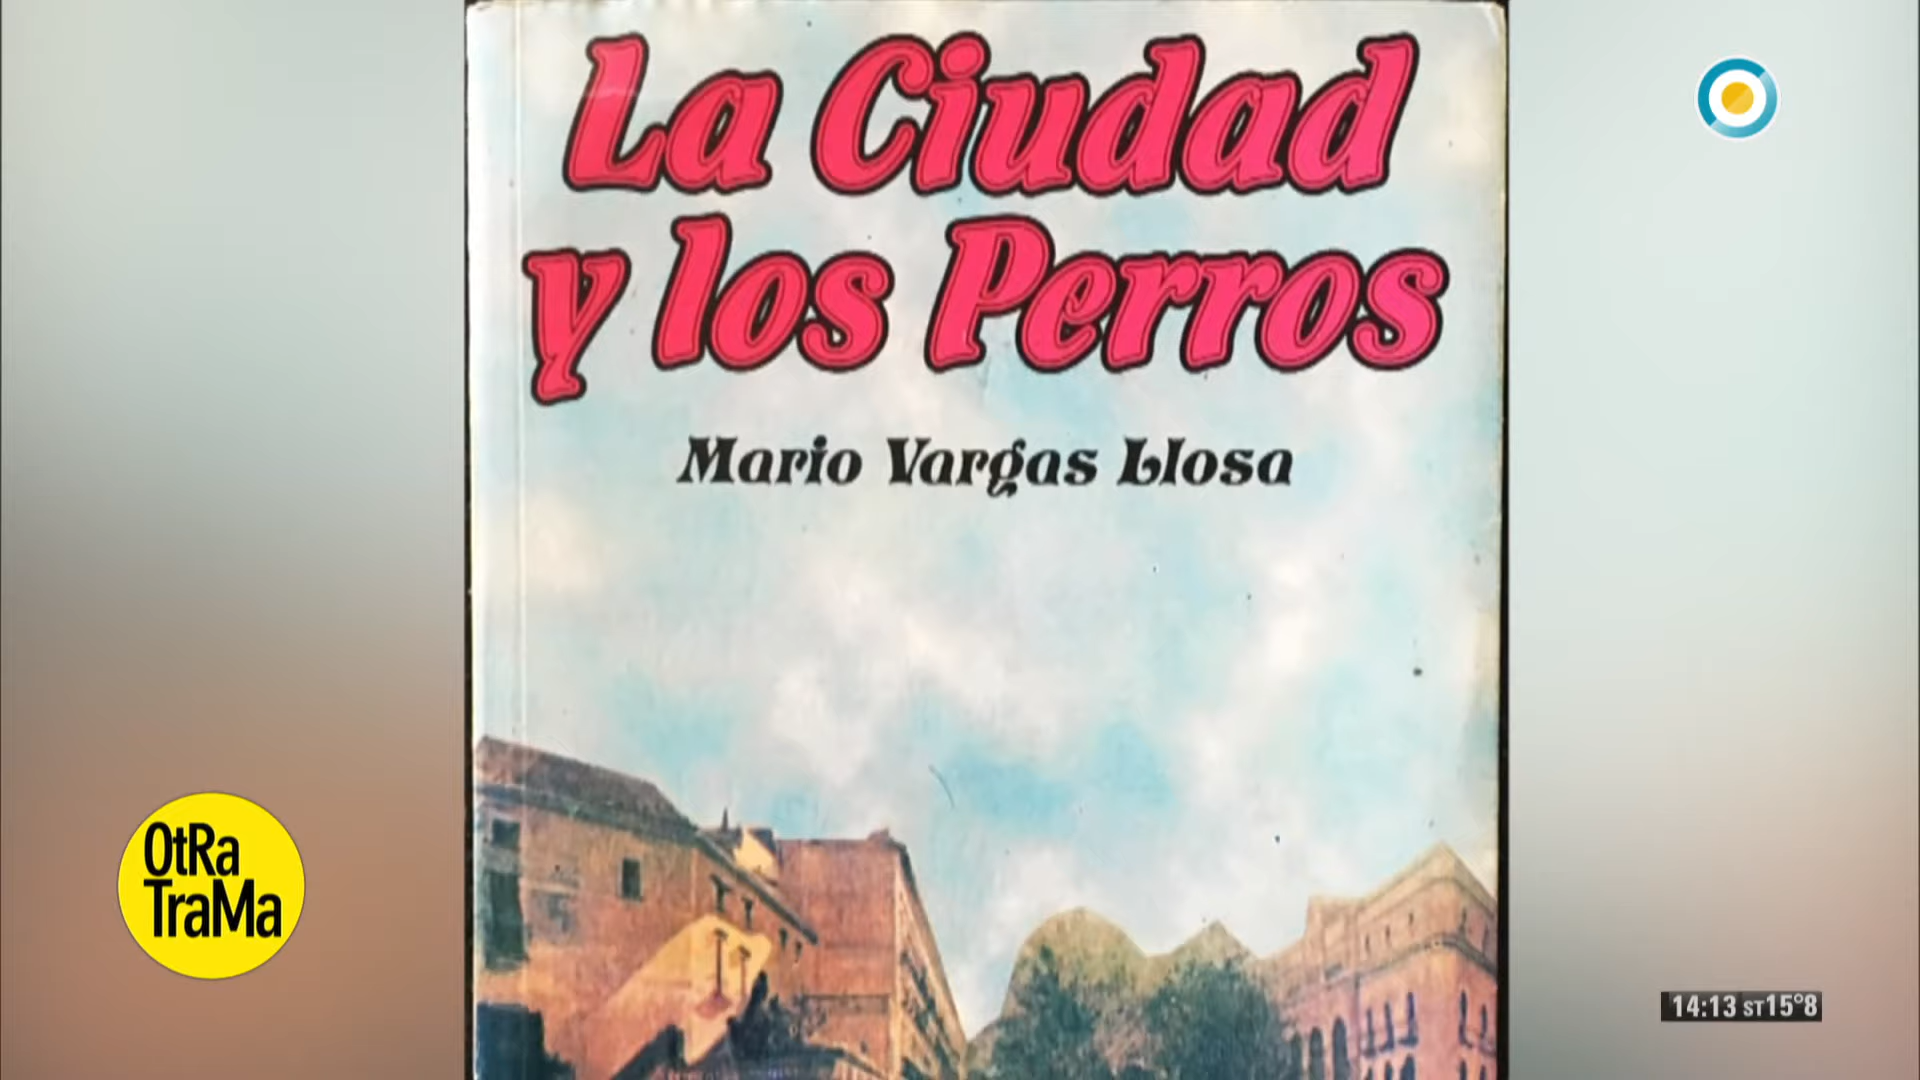 La Ciudad
y los Perros
Mario Vargas Llosa
OtRa
TraMa
14:13 ST15°8